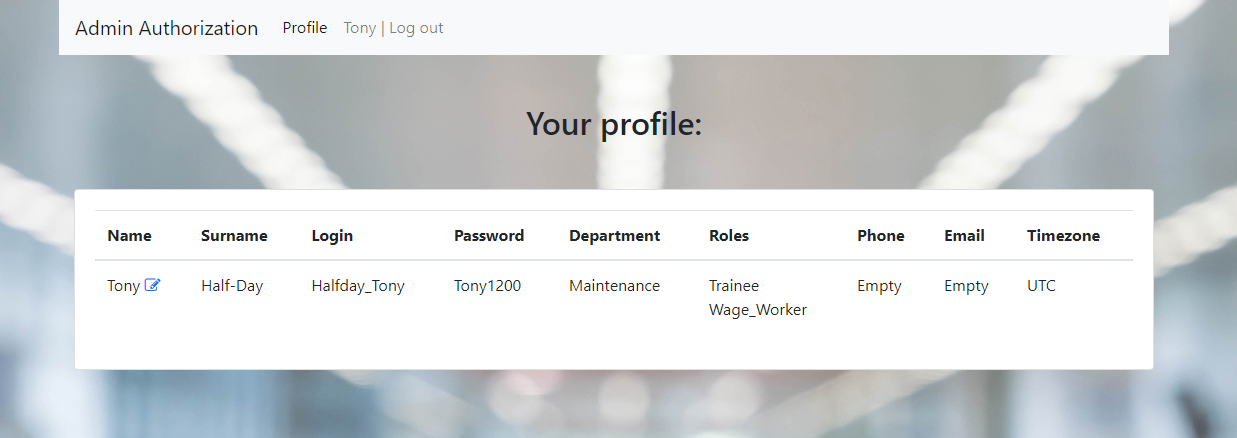 Admin Authorization Profile Tony | Log out
Your profile:
Name Surname Login Password Department Roles Phone Email Timezone
Tony Half-Day Halfday_Tony Tony1200 Maintenance Trainee Empty Empty UTC
Wage_Worker